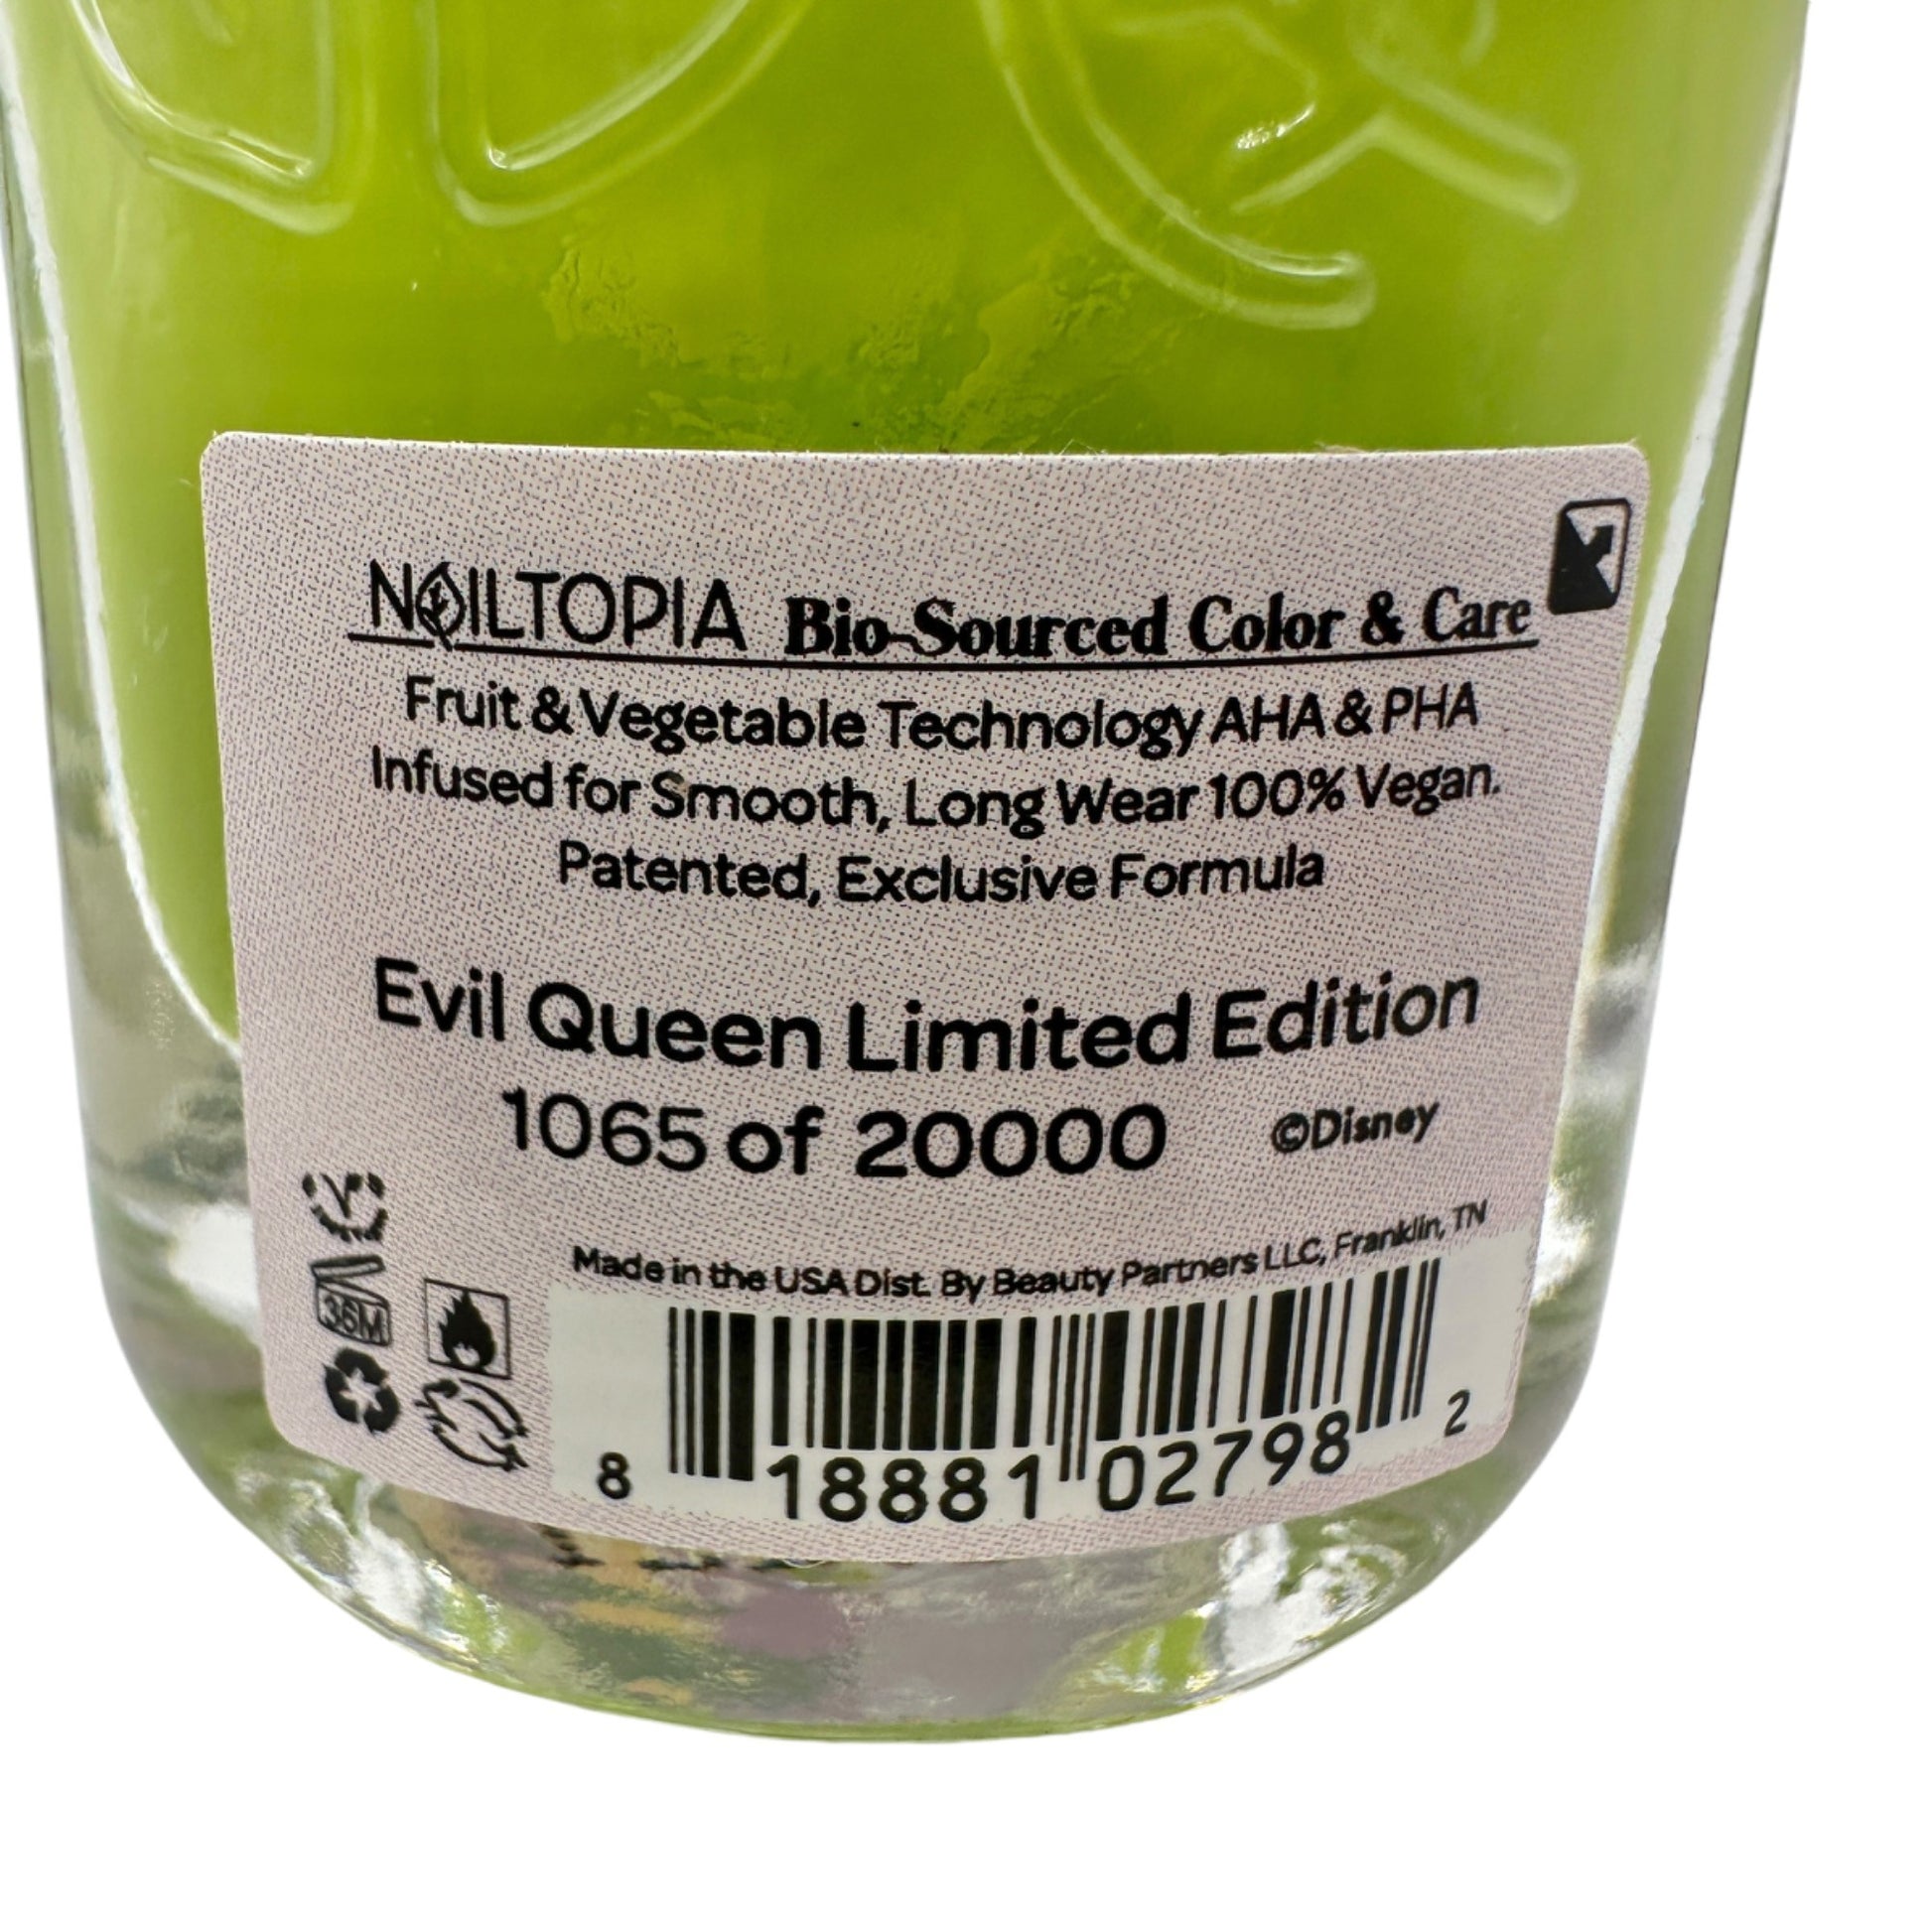 NAILTOPIA Bio-Sourced Color & Care
Fruit & Vegetable Technology AHA & PHA
Infused for Smooth, Long Wear 100% Vegan.
Patented, Exclusive Formula
Evil Queen Limited Edition
1065 of 20000 ©Disney
Made in the USA Dist. By Beauty Partners LLC, Franklin, TN
36M
8 18881 02798 2